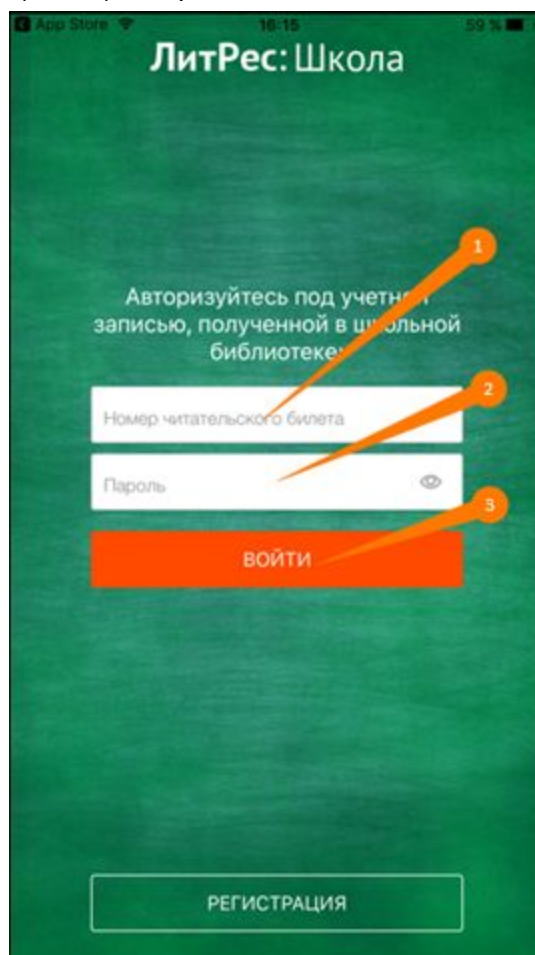 App Store 16:15 59 %
ЛитРес: Школа
1
Авторизуйтесь под учетной
записью, полученной в школьной
библиотеке:
2
Номер читательского билета
Пароль
3
ВОЙТИ
РЕГИСТРАЦИЯ